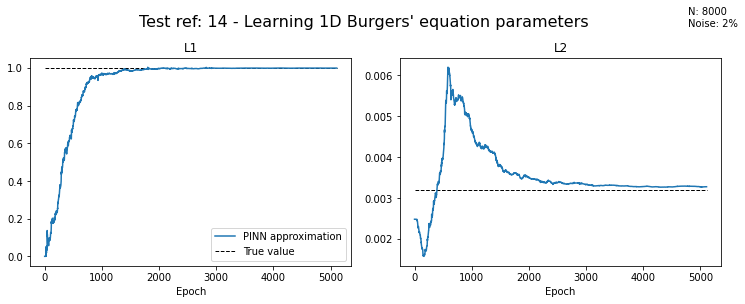 Test ref: 14 - Learning 1D Burgers' equation parameters
N: 8000
Noise: 2%
L1
1.0
0.8
0.6
0.4
0.2
0.0
0 1000 2000 3000 4000 5000
Epoch
PINN approximation
True value
L2
0.006
0.005
0.004
0.003
0.002
0 1000 2000 3000 4000 5000
Epoch